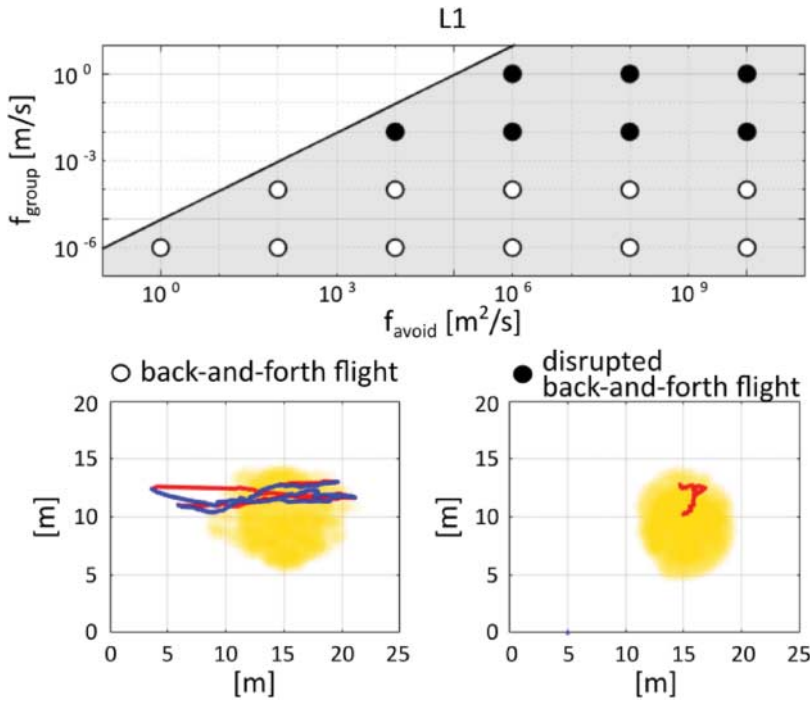 L1
f_group [m/s]
10^0
10^-3
10^-6
10^0 10^3 10^6 10^9
f_avoid [m^2/s]
back-and-forth flight
disrupted
back-and-forth flight
[m]
20
15
10
5
0
0 5 10 15 20 25
[m]
[m]
20
15
10
5
0
0 5 10 15 20 25
[m]